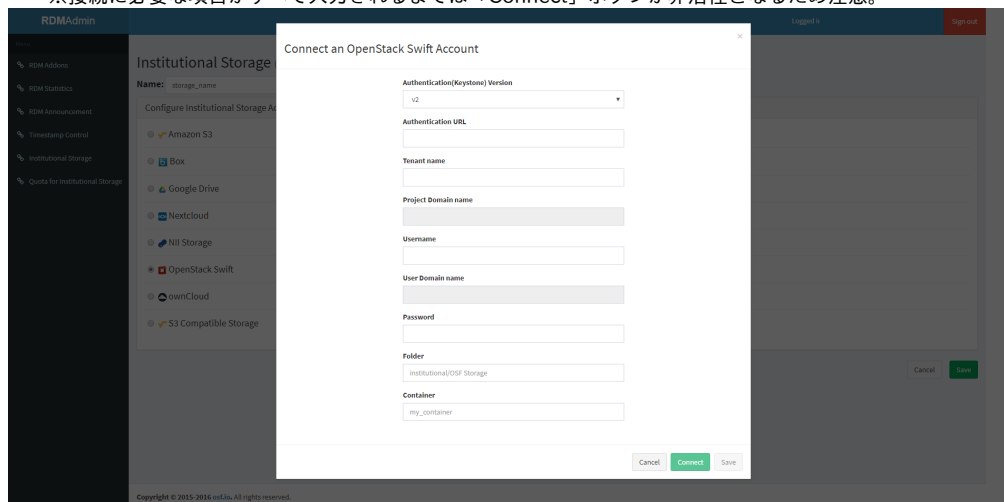 ※接続に必要な項目がすべて入力されるまでは「Connect」ボタンが非活性となるため注意。
RDMAdmin
Logged i
Sign out
Menu
RDM Addons
RDM Statistics
RDM Announcement
Timestamp Control
Institutional Storage
Quota for Institutional Storage
Institutional Storage
Name: storage_name
Configure Institutional Storage Ac
Amazon S3
Box
Google Drive
Nextcloud
NII Storage
OpenStack Swift
ownCloud
S3 Compatible Storage
Cancel
Save
Connect an OpenStack Swift Account
×
Authentication(Keystone) Version
v2
Authentication URL
Tenant name
Project Domain name
Username
User Domain name
Password
Folder
institutional/OSF Storage
Container
my_container
Cancel
Connect
Save
Copyright © 2015-2016 osf.io. All rights reserved.